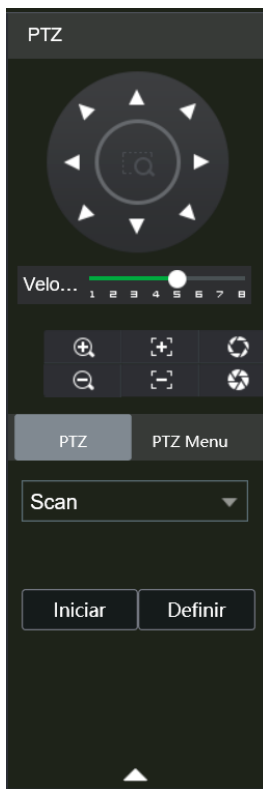 PTZ
Velo...
1 2 3 4 5 6 7 8
PTZ PTZ Menu
Scan
Iniciar Definir